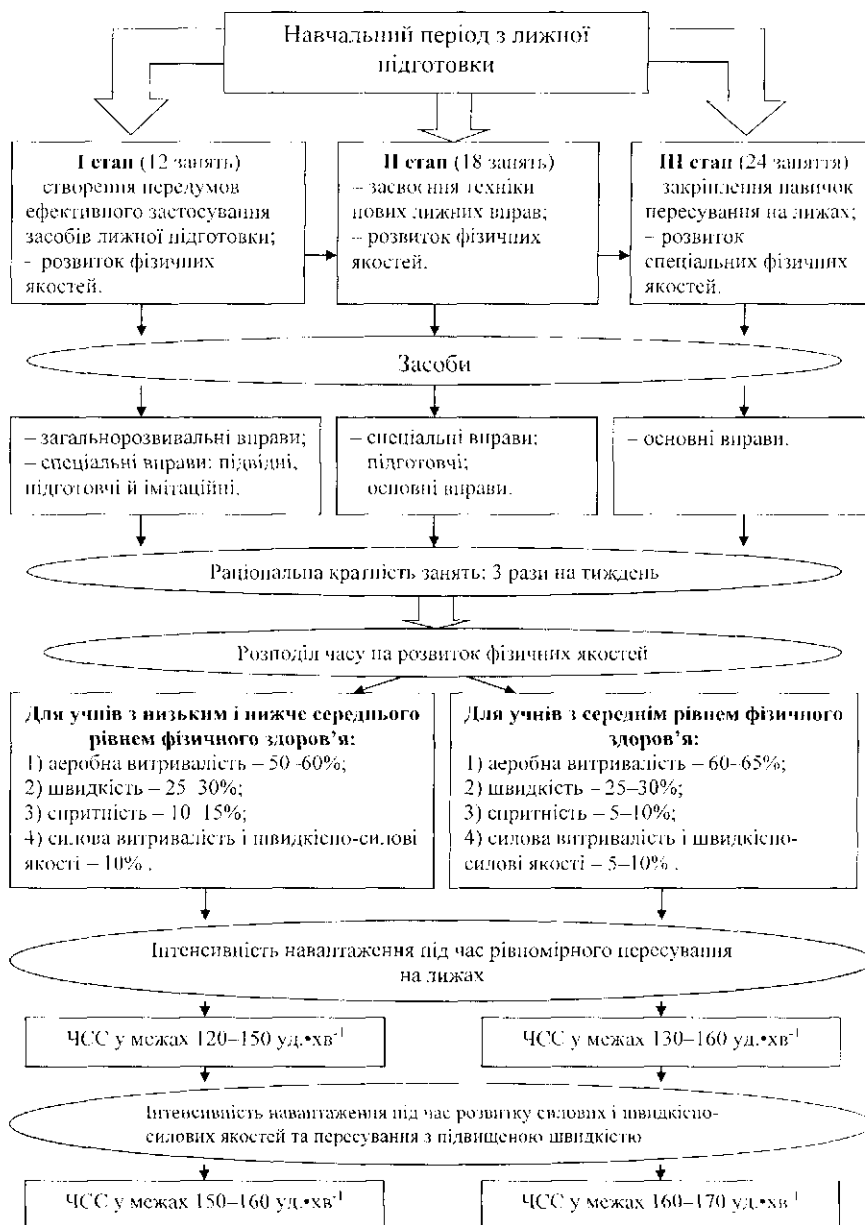 Навчальний період з лижної
підготовки
І етап (12 занять)
створення передумов
ефективного застосування
засобів лижної підготовки;
– розвиток фізичних
якостей.
ІІ етап (18 занять)
– засвоєння техніки
нових лижних вправ;
– розвиток фізичних
якостей.
ІІІ етап (24 заняття)
закріплення навичок
пересування на лижах;
– розвиток
спеціальних фізичних
якостей.
Засоби
– загальнорозвивальні вправи;
– спеціальні вправи: підвідні,
підготовчі й імітаційні.
– спеціальні вправи;
підготовчі;
основні вправи.
– основні вправи.
Раціональна кратність занять: 3 рази на тиждень
Розподіл часу на розвиток фізичних якостей
Для учнів з низьким і нижче середнього
рівнем фізичного здоров’я:
1) аеробна витривалість – 50–60%;
2) швидкість – 25–30%;
3) спритність – 10–15%;
4) силова витривалість і швидкісно-силові
якості – 10% .
Для учнів з середнім рівнем фізичного
здоров’я:
1) аеробна витривалість – 60–65%;
2) швидкість – 25–30%;
3) спритність – 5–10%;
4) силова витривалість і швидкісно-
силові якості – 5–10% .
Інтенсивність навантаження під час рівномірного пересування
на лижах
ЧСС у межах 120–150 уд.•хв⁻¹
ЧСС у межах 130–160 уд.•хв⁻¹
Інтенсивність навантаження під час розвитку силових і швидкісно-
силових якостей та пересування з підвищеною швидкістю
ЧСС у межах 150–160 уд.•хв⁻¹
ЧСС у межах 160–170 уд.•хв⁻¹